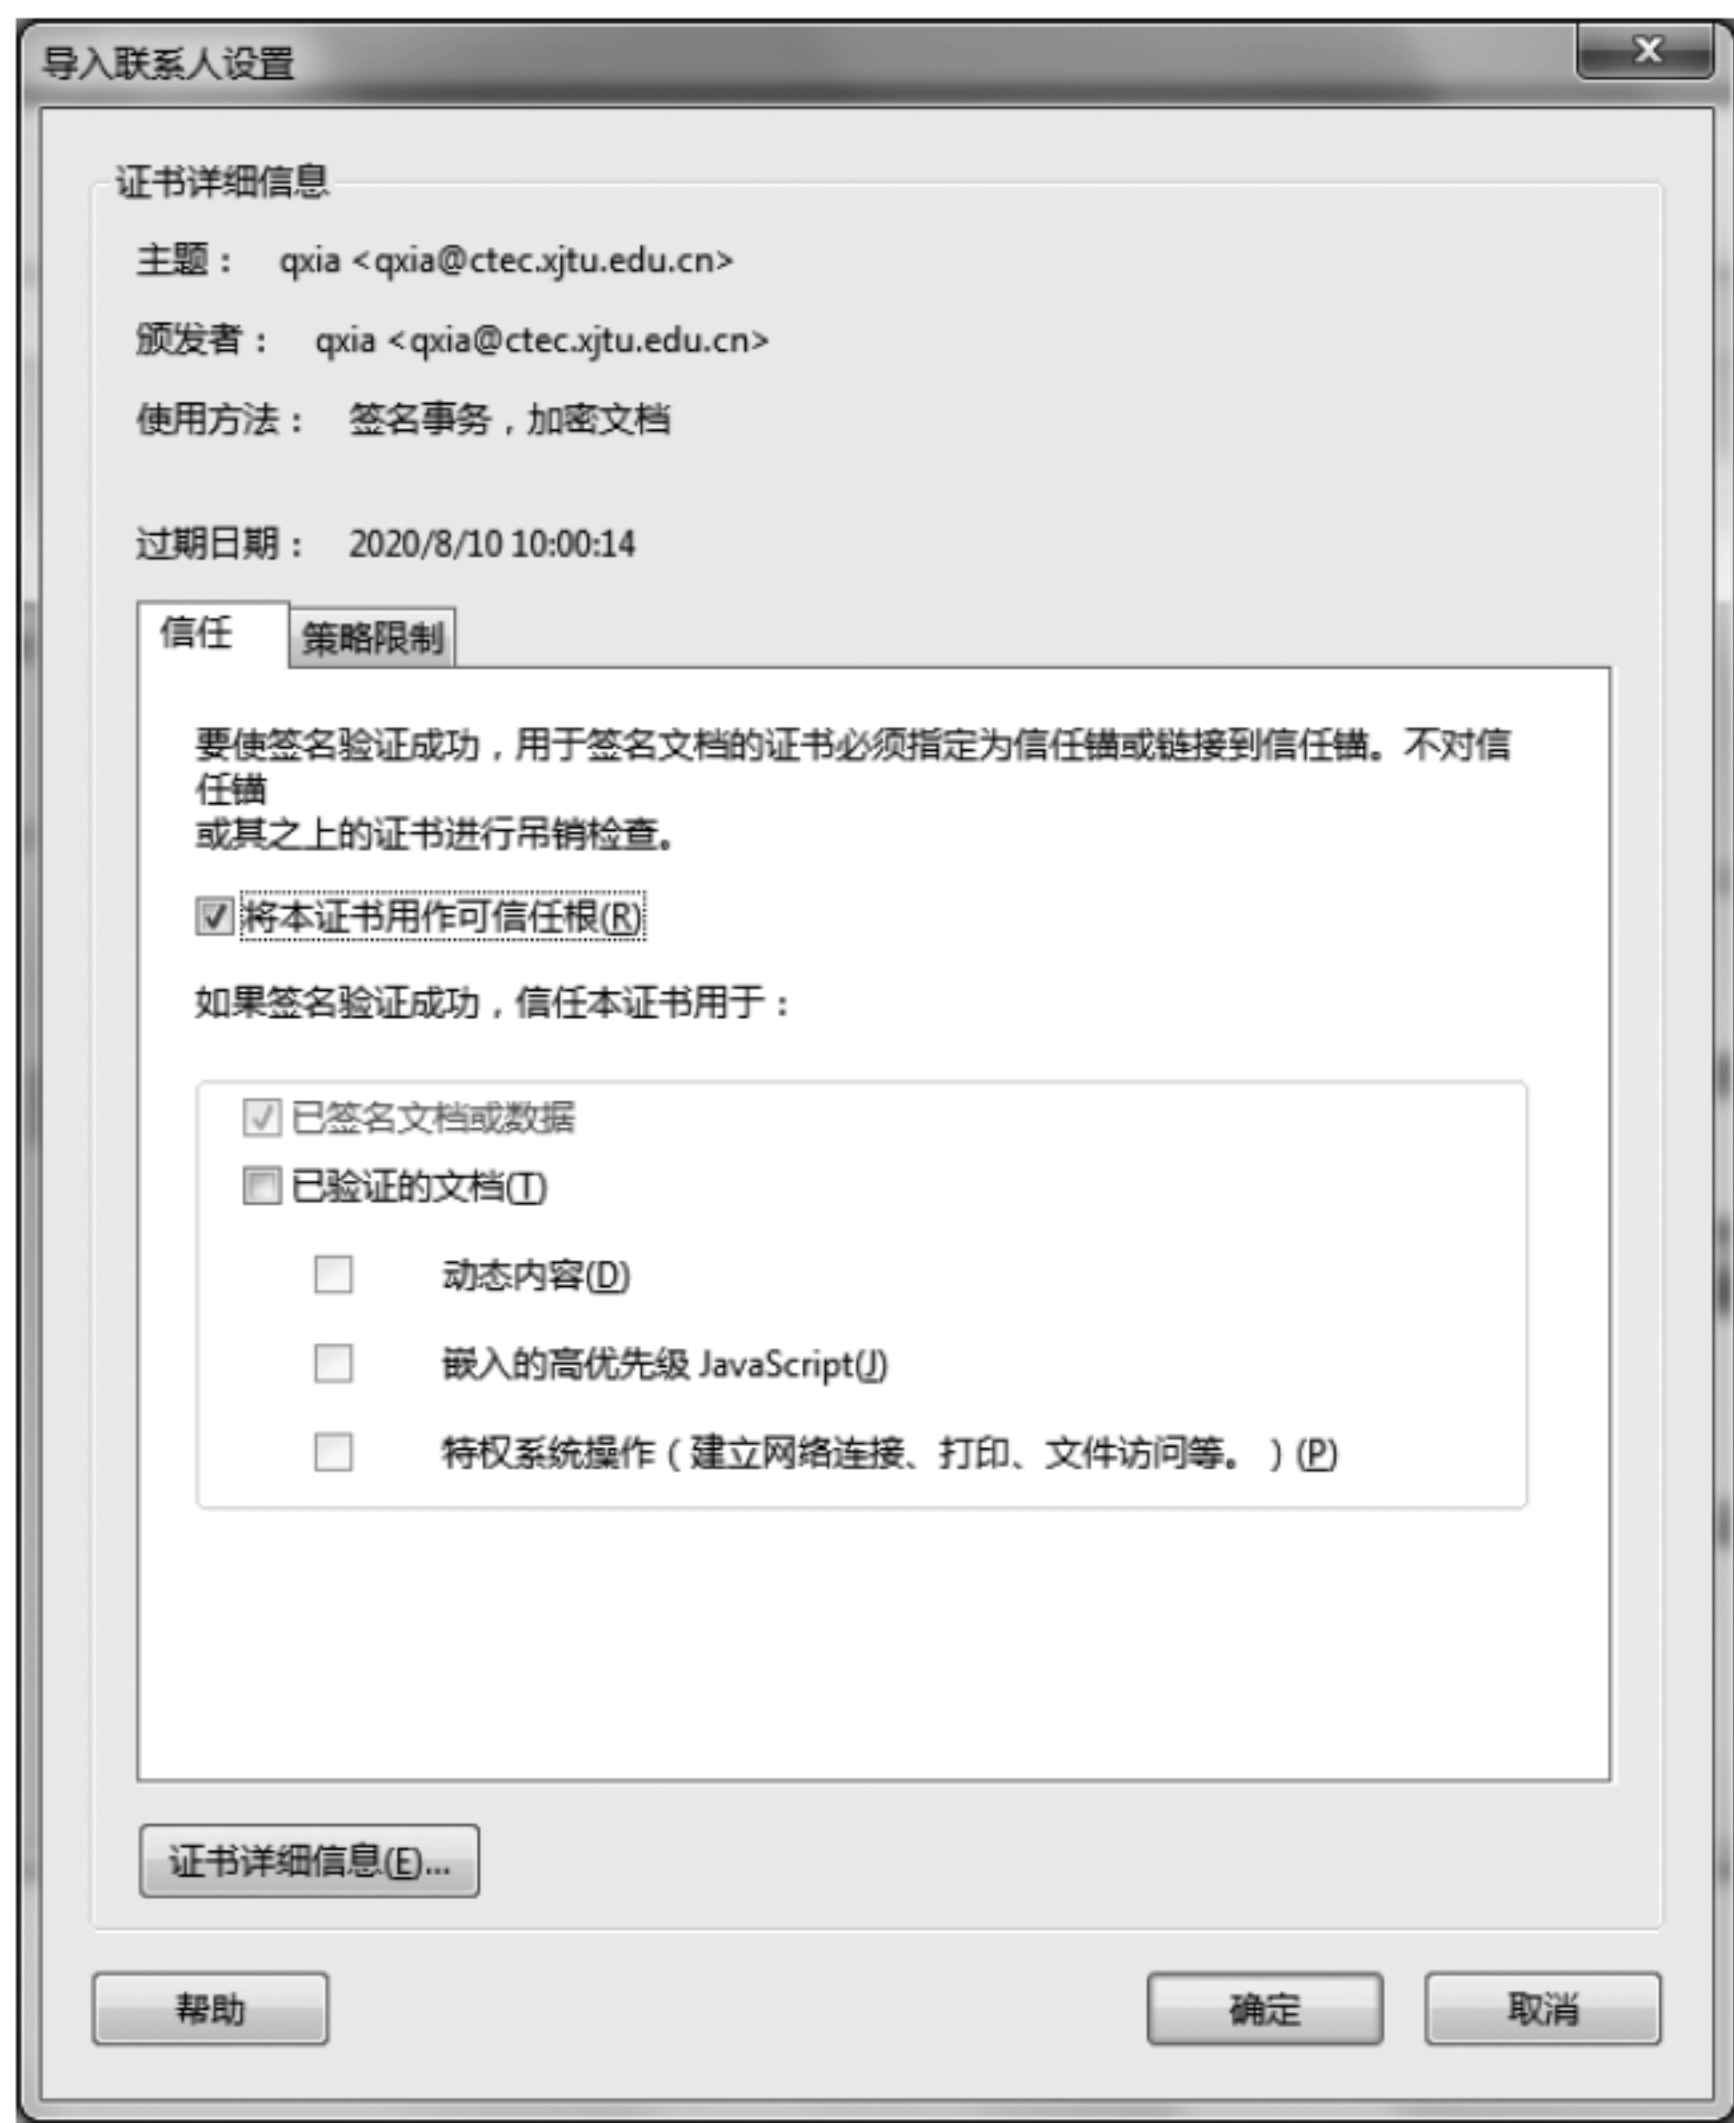 导入联系人设置
证书详细信息
主题： qxia <qxia@ctec.xjtu.edu.cn>
颁发者： qxia <qxia@ctec.xjtu.edu.cn>
使用方法： 签名事务，加密文档
过期日期： 2020/8/10 10:00:14
信任 策略限制
要使签名验证成功，用于签名文档的证书必须指定为信任锚或链接到信任锚。不对信
任锚
或其之上的证书进行吊销检查。
将本证书用作可信任根(R)
如果签名验证成功，信任本证书用于：
已签名文档或数据
已验证的文档(T)
动态内容(D)
嵌入的高优先级 JavaScript(J)
特权系统操作（建立网络连接、打印、文件访问等。）(P)
证书详细信息(E)...
帮助 确定 取消